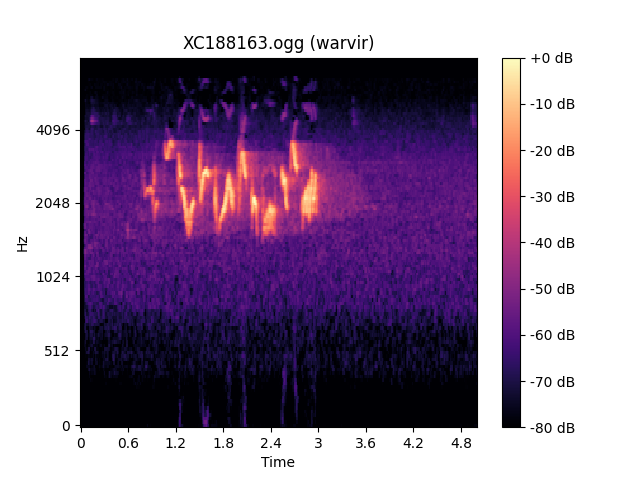 XC188163.ogg (warvir)
+0 dB
-10 dB
-20 dB
-30 dB
-40 dB
-50 dB
-60 dB
-70 dB
-80 dB
4096
2048
1024
512
0
Hz
0 0.6 1.2 1.8 2.4 3 3.6 4.2 4.8
Time